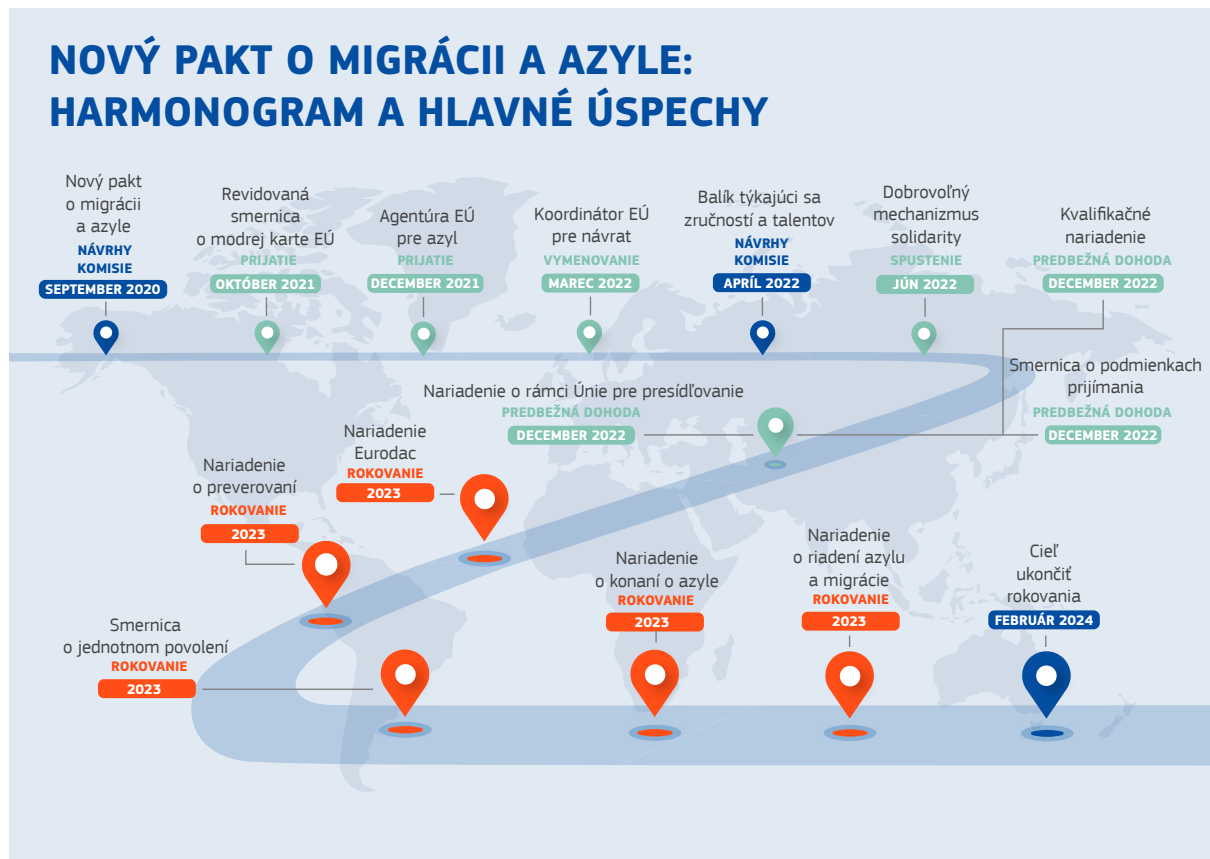 NOVÝ PAKT O MIGRÁCII A AZYLE:
HARMONOGRAM A HLAVNÉ ÚSPECHY
Nový pakt
o migrácii
a azyle
NÁVRHY
KOMISIE
SEPTEMBER 2020
Revidovaná
smernica
o modrej karte EÚ
PRIJATIE
OKTÓBER 2021
Agentúra EÚ
pre azyl
PRIJATIE
DECEMBER 2021
Koordinátor EÚ
pre návrat
VYMENOVANIE
MAREC 2022
Balík týkajúci sa
zručností a talentov
NÁVRHY
KOMISIE
APRÍL 2022
Dobrovoľný
mechanizmus
solidarity
SPUSTENIE
JÚN 2022
Kvalifikačné
nariadenie
PREDBEŽNÁ DOHODA
DECEMBER 2022
Smernica o podmienkach
prijímania
PREDBEŽNÁ DOHODA
DECEMBER 2022
Nariadenie o rámci Únie pre presídľovanie
PREDBEŽNÁ DOHODA
DECEMBER 2022
Nariadenie
Eurodac
ROKOVANIE
2023
Nariadenie
o preverovaní
ROKOVANIE
2023
Smernica
o jednotnom povolení
ROKOVANIE
2023
Nariadenie
o konaní o azyle
ROKOVANIE
2023
Nariadenie
o riadení azylu
a migrácie
ROKOVANIE
2023
Cieľ
ukončiť
rokovania
FEBRUÁR 2024